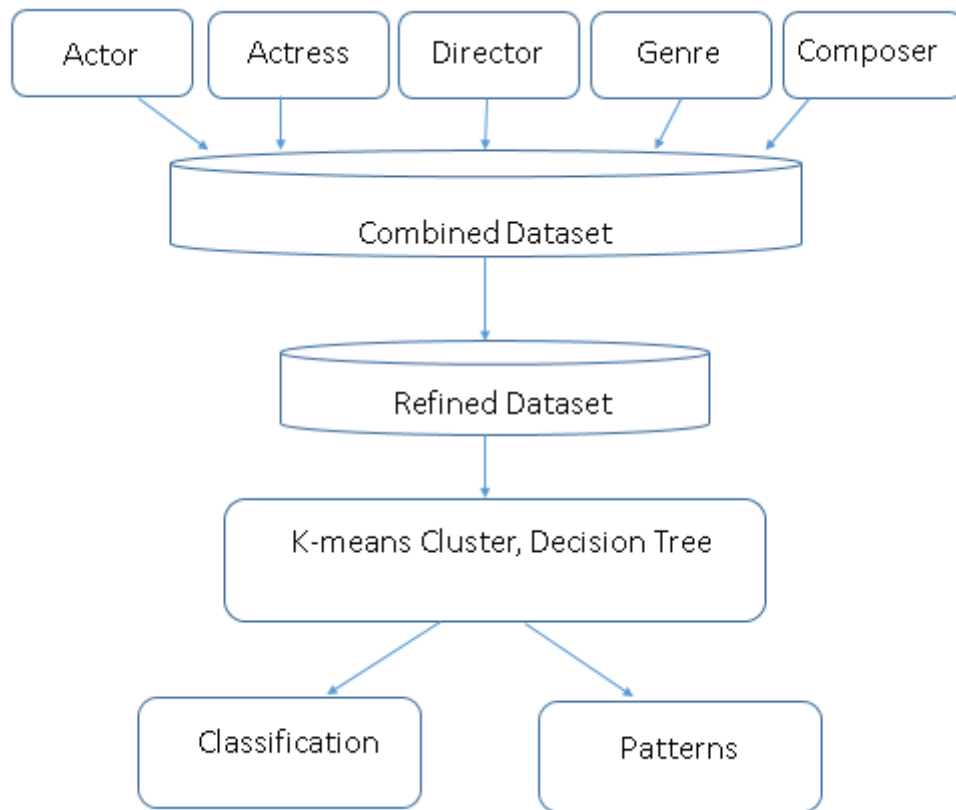 Actor
Actress
Director
Genre
Composer
Combined Dataset
Refined Dataset
K-means Cluster, Decision Tree
Classification
Patterns